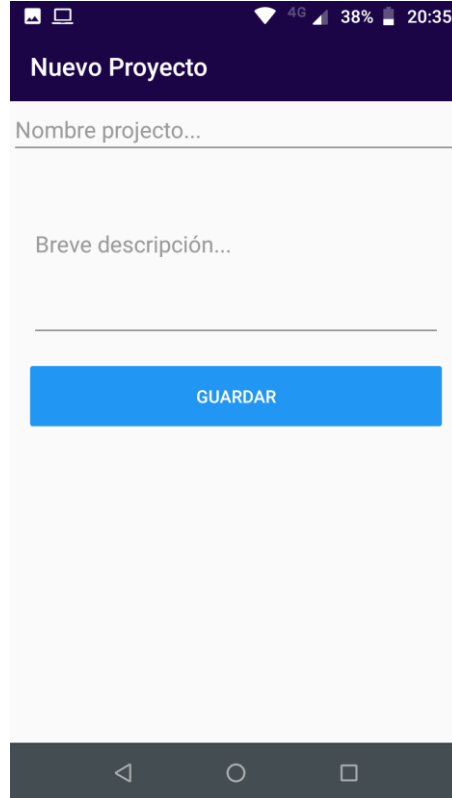 4G 38% 20:35
Nuevo Proyecto
Nombre projecto...
Breve descripción...
GUARDAR